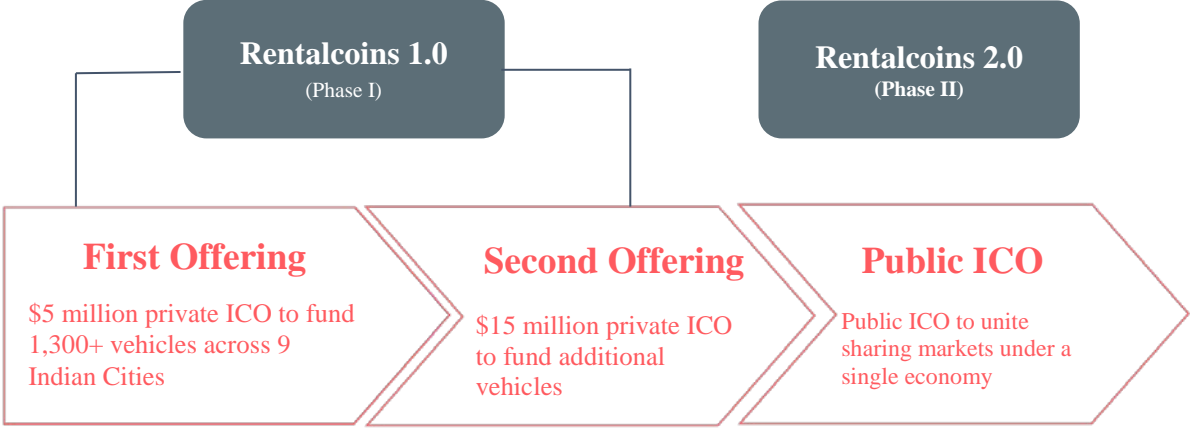 Rentalcoins 1.0
(Phase I)
Rentalcoins 2.0
(Phase II)
First Offering
$5 million private ICO to fund
1,300+ vehicles across 9
Indian Cities
Second Offering
$15 million private ICO
to fund additional
vehicles
Public ICO
Public ICO to unite
sharing markets under a
single economy